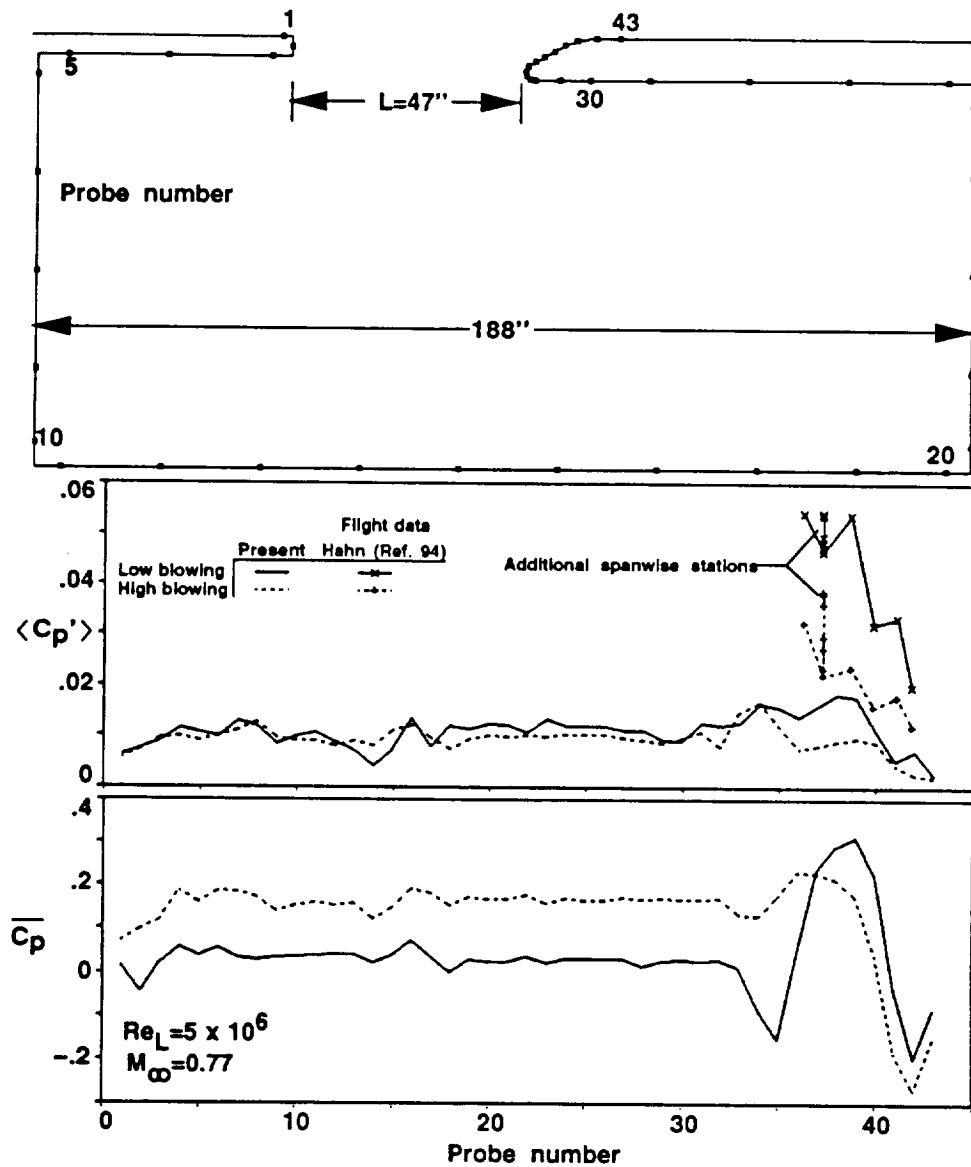 1
43
5
L=47"
30
Probe number
188"
10
20
.06
Flight data
Present Hahn (Ref. 94)
Low blowing
High blowing
Additional spanwise stations
.04
<Cp'>
.02
0
.4
.2
Cp
0
ReL=5 x 10^6
M∞=0.77
-.2
0 10 20 30 40
Probe number